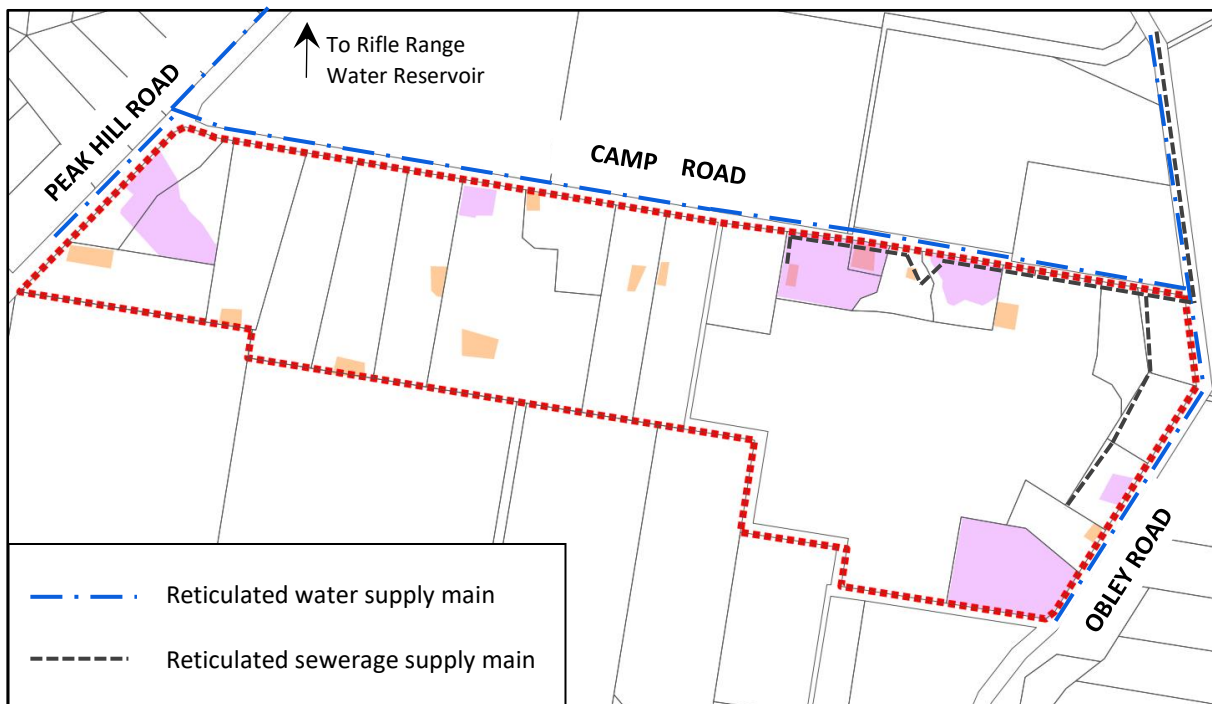 To Rifle Range
Water Reservoir
PEAK HILL ROAD
CAMP ROAD
OBLEY ROAD
Reticulated water supply main
Reticulated sewerage supply main